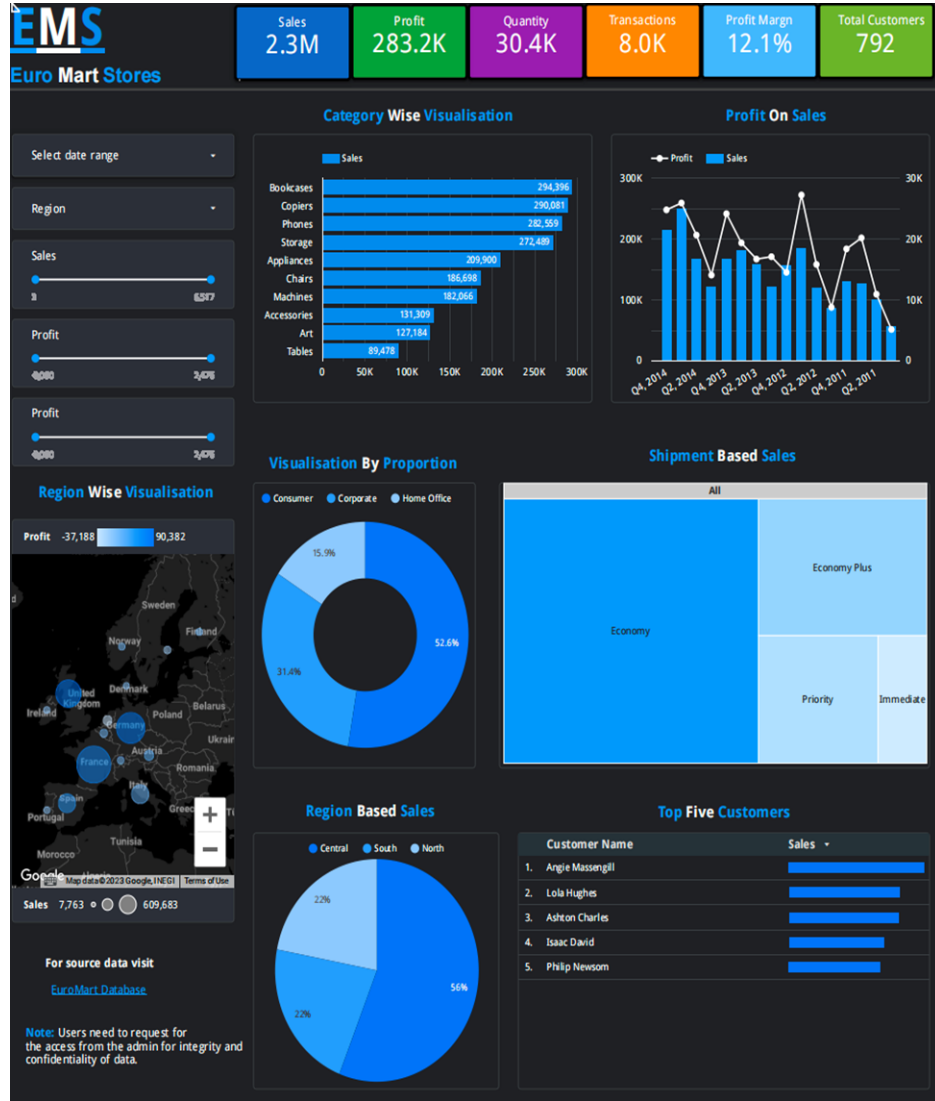 EMS
Euro Mart Stores
Sales
2.3M
Profit
283.2K
Quantity
30.4K
Transactions
8.0K
Profit Margn
12.1%
Total Customers
792
Select date range
Region
Sales
Profit
Profit
Region Wise Visualisation
Profit -37,188 90,382
Sweden
Finland
Norway
Denmark
United
Kingdom
Ireland
Belarus
Poland
Germany
Ukrain
Austria
France
Romania
Italy
Spain
Greec
Portugal
Tunisia
Morocco
Google
Map data ©2023 Google, INEGI Terms of Use
Sales 7,763 609,683
For source data visit
EuroMart Database
Note: Users need to request for
the access from the admin for integrity and
confidentiality of data.
Category Wise Visualisation
Sales
Bookcases 294,396
Copiers 290,081
Phones 282,559
Storage 272,489
Appliances 209,900
Chairs 186,698
Machines 182,066
Accessories 131,309
Art 127,184
Tables 89,478
0 50K 100K 150K 200K 250K 300K
Profit On Sales
Profit Sales
300K 30K
200K 20K
100K 10K
0 0
Q4, 2014 Q2, 2014 Q4, 2013 Q2, 2013 Q4, 2012 Q2, 2012 Q4, 2011 Q2, 2011
Visualisation By Proportion
Consumer Corporate Home Office
15.9%
52.6%
31.4%
Shipment Based Sales
All
Economy
Economy Plus
Priority
Immediate
Region Based Sales
Central South North
22%
56%
22%
Top Five Customers
Customer Name Sales
1. Angie Massengill
2. Lola Hughes
3. Ashton Charles
4. Isaac David
5. Philip Newsom